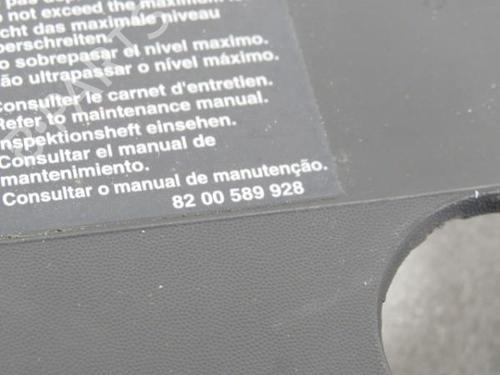 not exceed the maximum
cht das maximale niveau
berschreiten.
o sobrepasar el nivel maximo.
ão ultrapassar o nível máximo.
Consulter le carnet d'entretien.
Refer to maintenance manual.
Inspektionsheft einsehen.
Consultar el manual de
mantenimiento.
Consultar o manual de manutenção.
82 00 589 928